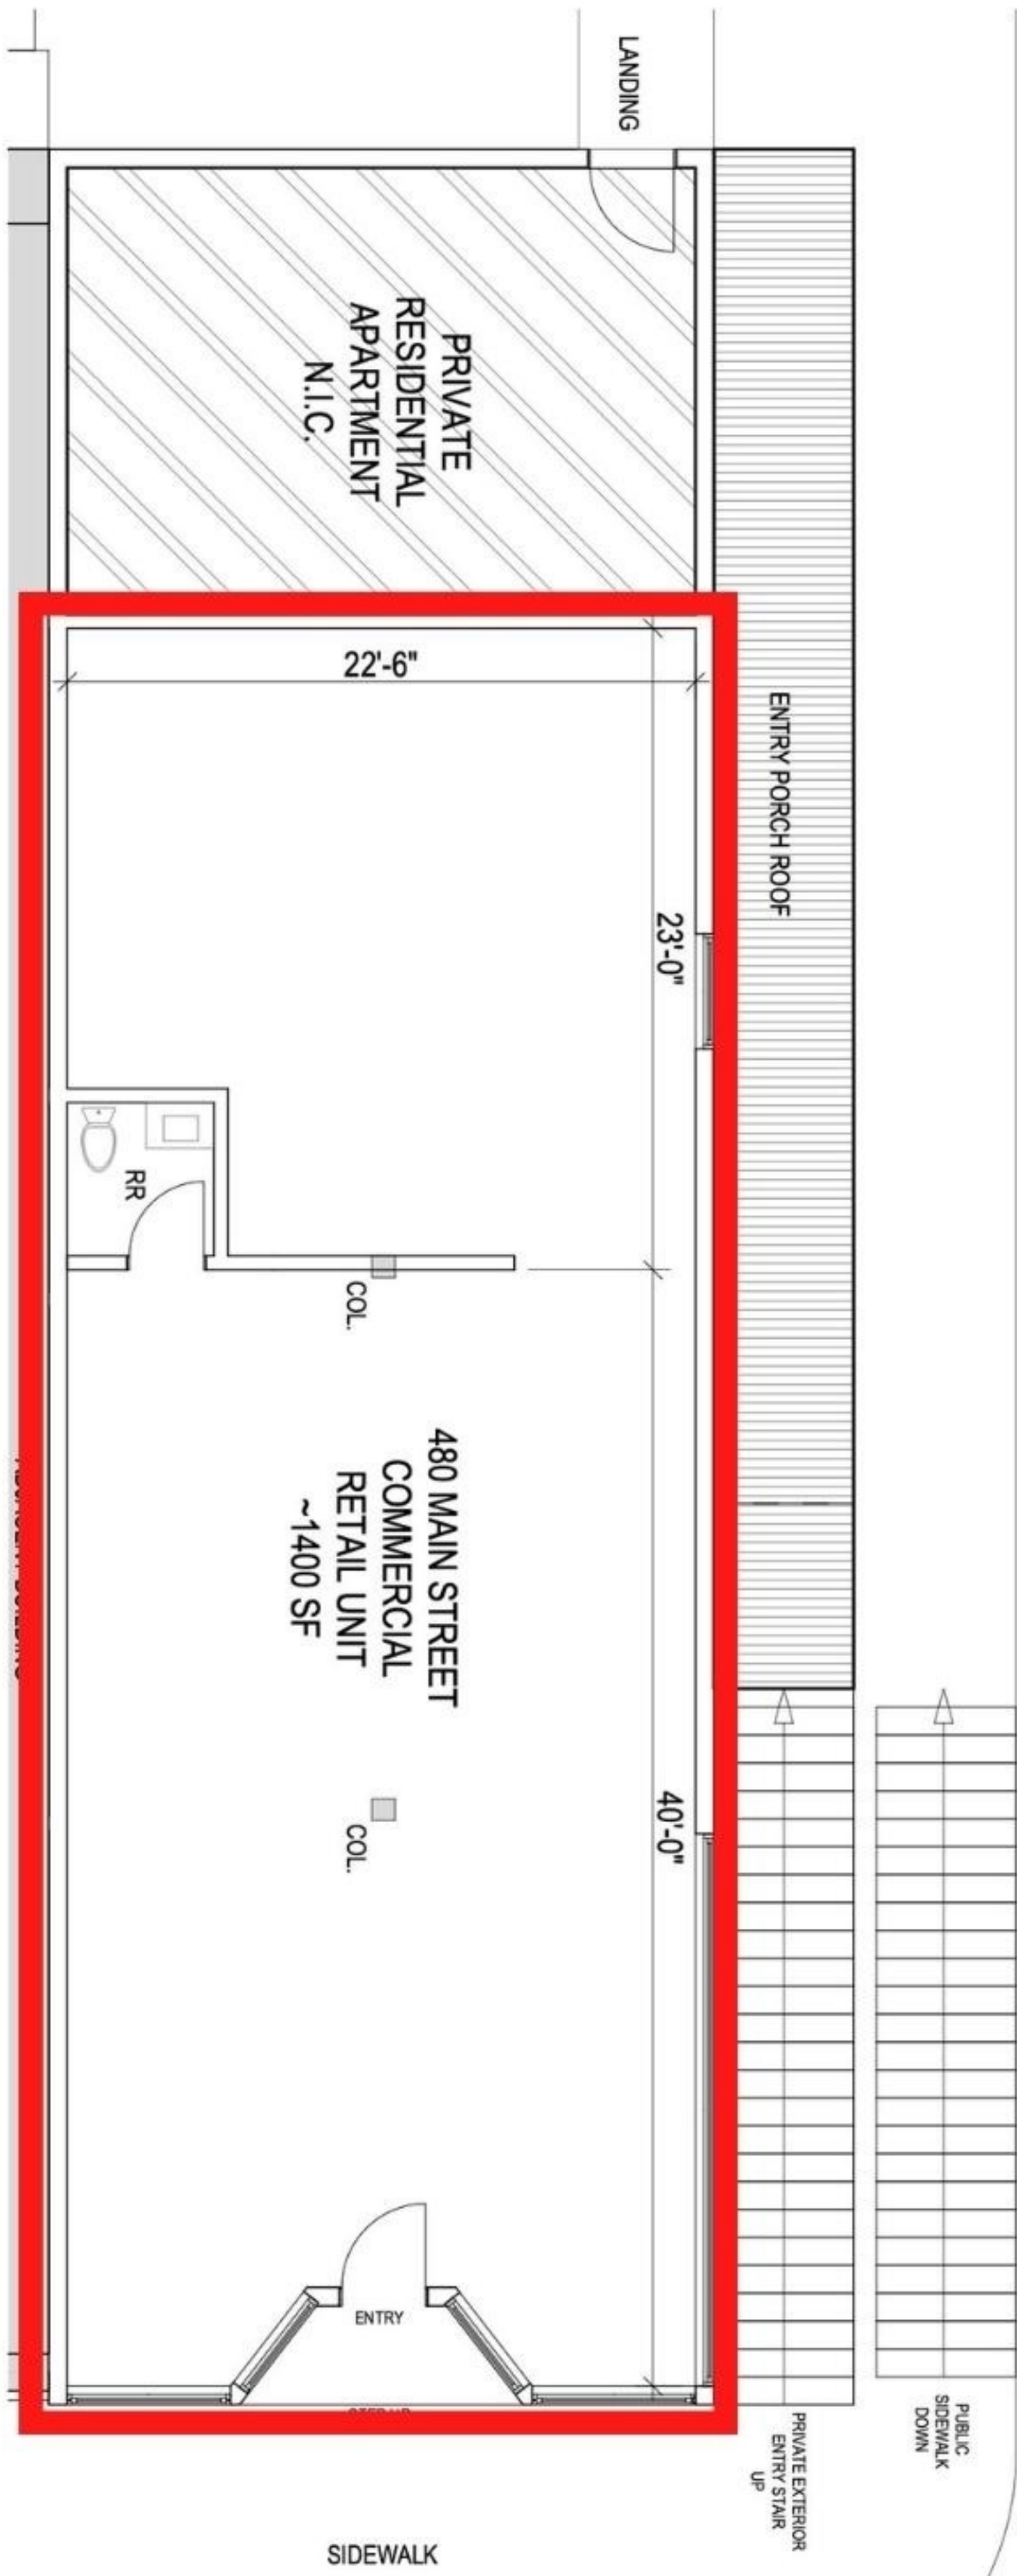 LANDING
PRIVATE
RESIDENTIAL
APARTMENT
N.I.C.
22'-6"
ENTRY PORCH ROOF
23'-0"
RR
COL.
480 MAIN STREET
COMMERCIAL
RETAIL UNIT
~1400 SF
40'-0"
COL.
ENTRY
PUBLIC
SIDEWALK
DOWN
PRIVATE EXTERIOR
ENTRY STAIR
UP
SIDEWALK